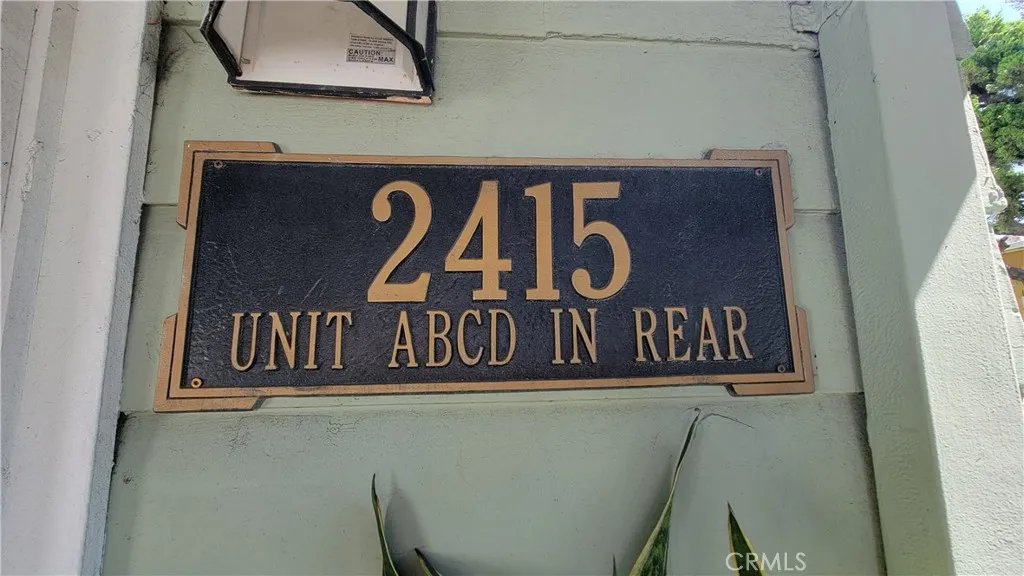 CAUTION
MAX
2415
UNIT ABCD IN REAR
CRMLS